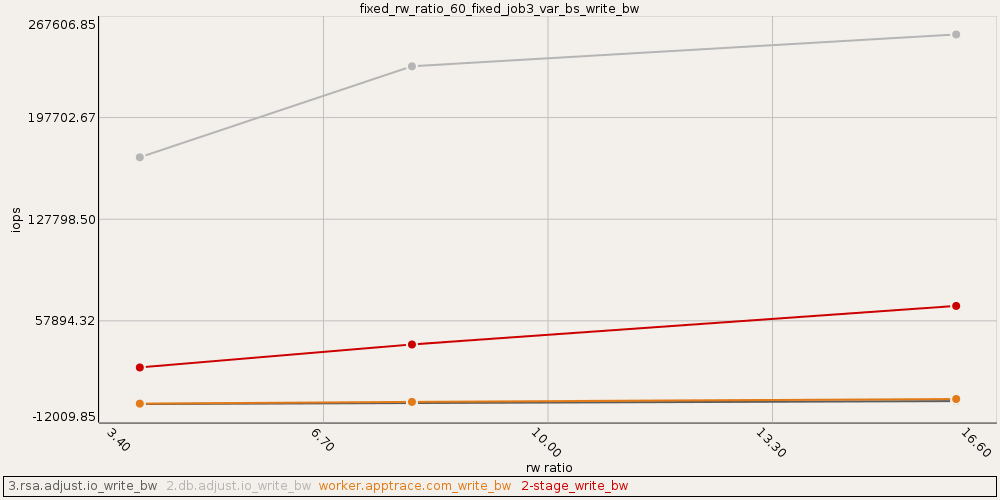 fixed_rw_ratio_60_fixed_job3_var_bs_write_bw
267606.85
197702.67
127798.50
57894.32
-12009.85
iops
3.40 6.70 10.00 13.30 16.60
rw ratio
3.rsa.adjust.io_write_bw 2.db.adjust.io_write_bw worker.apptrace.com_write_bw 2-stage_write_bw